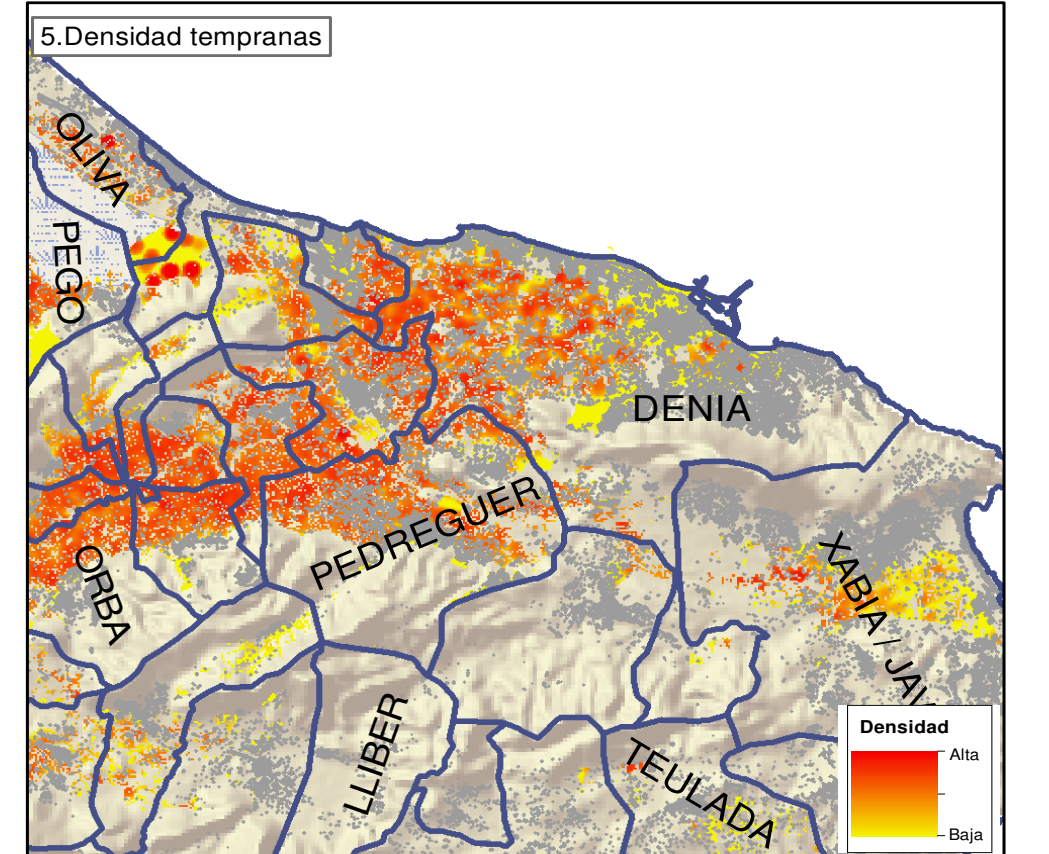 5.Densidad tempranas
OLIVA
PEGO
DENIA
PEDREGUER
ORBA
XABIA / JAV
LLIBER
TEULADA
Densidad
Alta
Baja